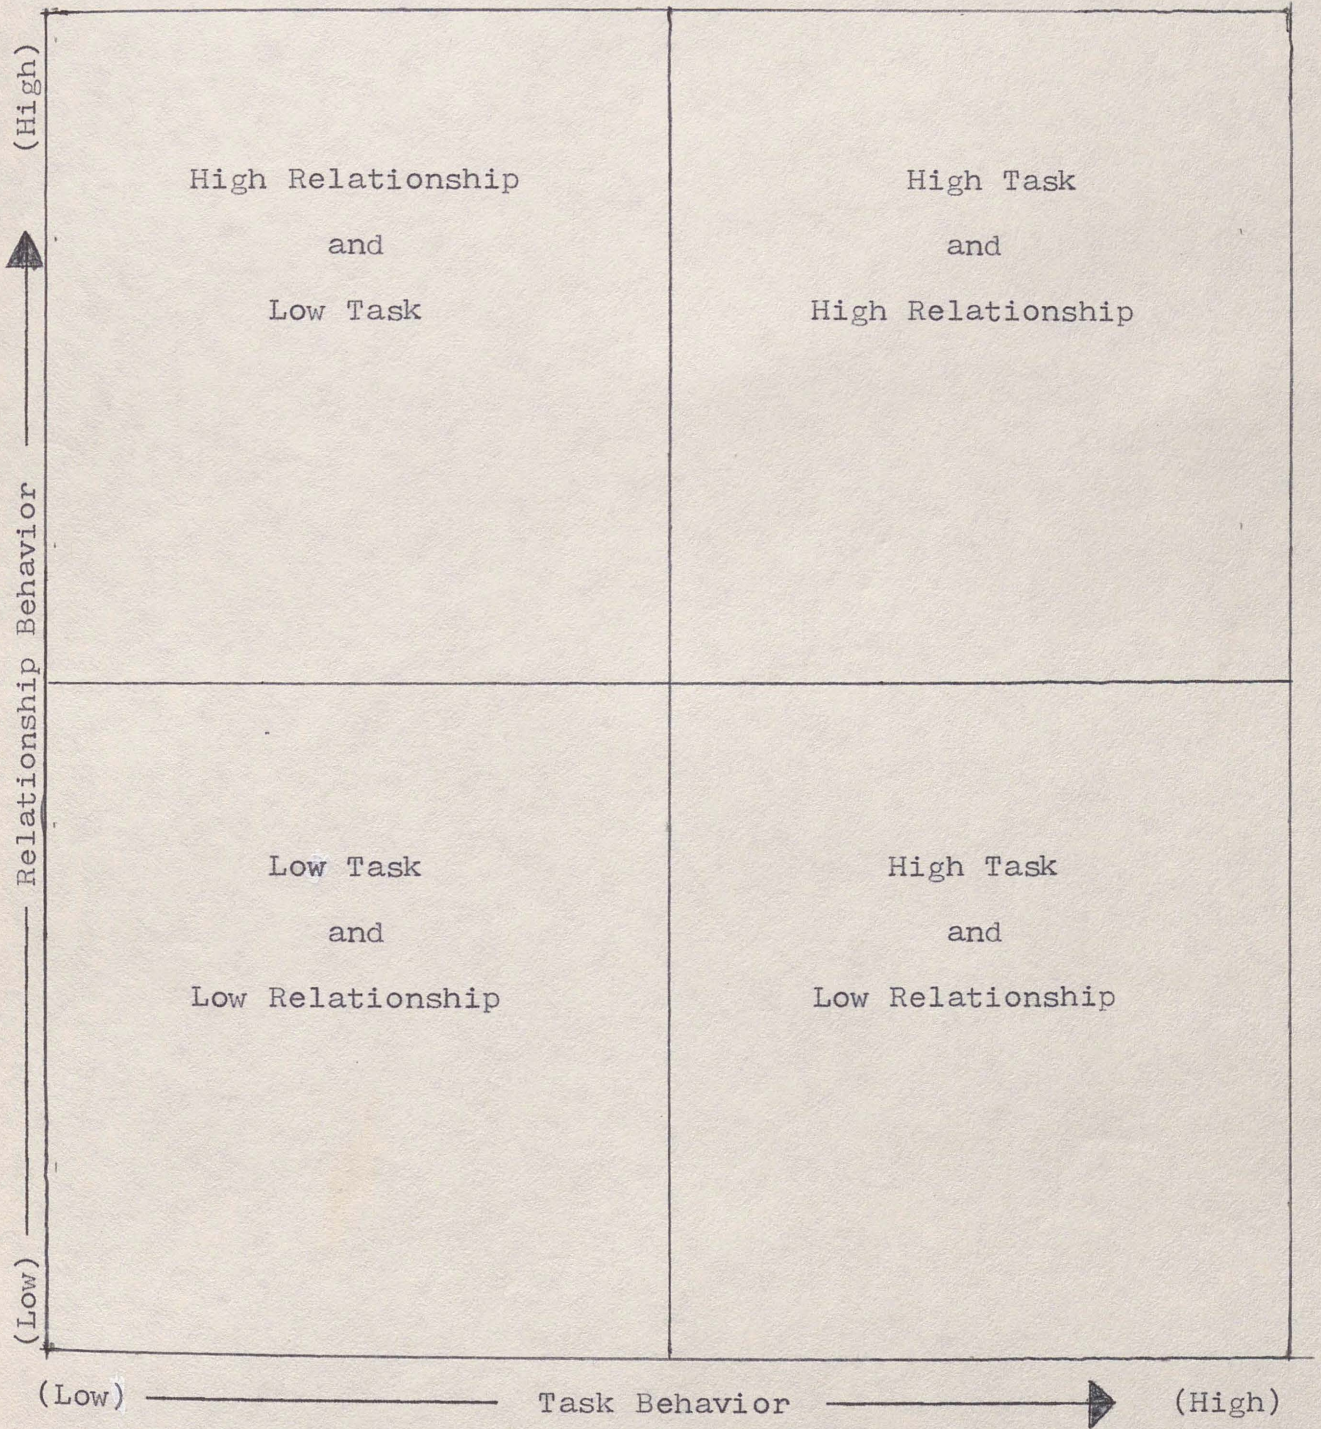 (High)
High Relationship
and
Low Task
High Task
and
High Relationship
Relationship Behavior
Low Task
and
Low Relationship
High Task
and
Low Relationship
(Low)
(Low) Task Behavior (High)